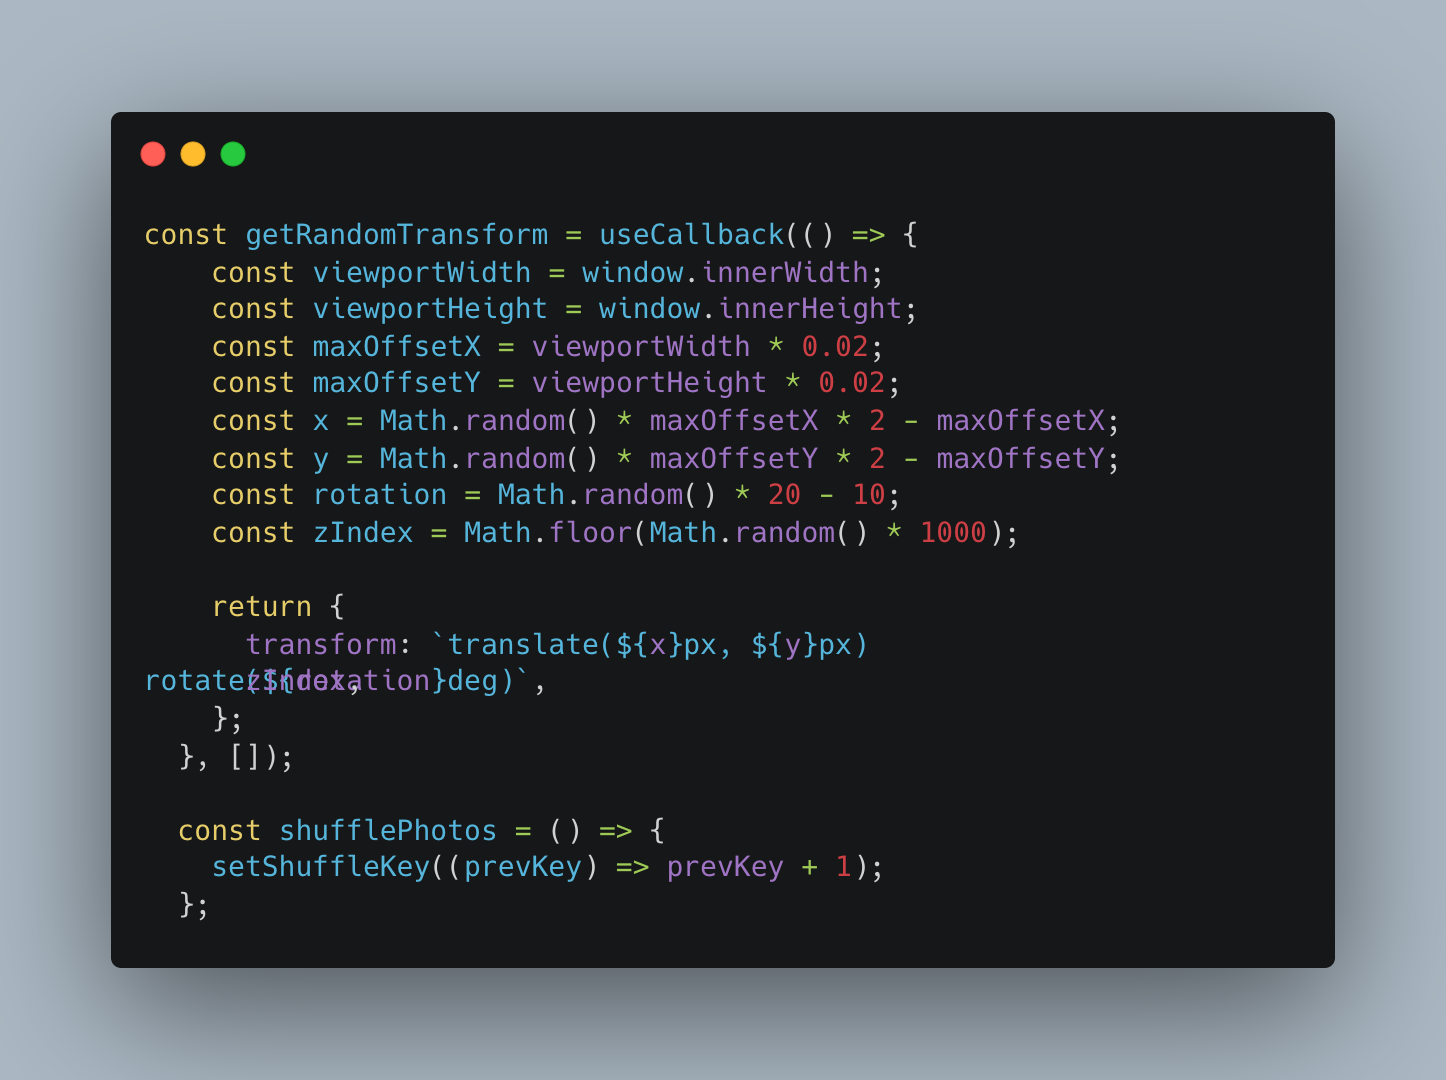 const getRandomTransform = useCallback(() => {
    const viewportWidth = window.innerWidth;
    const viewportHeight = window.innerHeight;
    const maxOffsetX = viewportWidth * 0.02;
    const maxOffsetY = viewportHeight * 0.02;
    const x = Math.random() * maxOffsetX * 2 - maxOffsetX;
    const y = Math.random() * maxOffsetY * 2 - maxOffsetY;
    const rotation = Math.random() * 20 - 10;
    const zIndex = Math.floor(Math.random() * 1000);

    return {
      transform: `translate(${x}px, ${y}px)
rotate(${rotation}deg)`,
      zIndex,
    };
  }, []);

  const shufflePhotos = () => {
    setShuffleKey((prevKey) => prevKey + 1);
  };